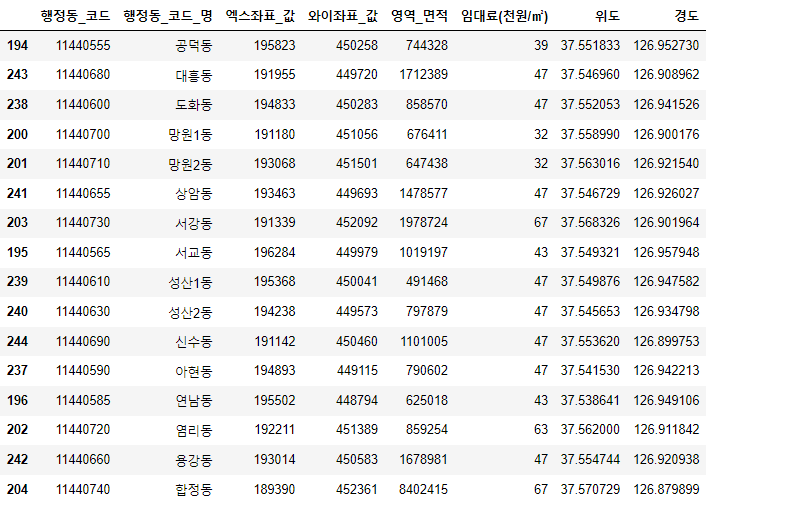 행정동_코드 행정동_코드_명 엑스좌표_값 와이좌표_값 영역_면적 임대료(천원/㎡) 위도 경도
194 11440555 공덕동 195823 450258 744328 39 37.551833 126.952730
243 11440680 대흥동 191955 449720 1712389 47 37.546960 126.908962
238 11440600 도화동 194833 450283 858570 47 37.552053 126.941526
200 11440700 망원1동 191180 451056 676411 32 37.558990 126.900176
201 11440710 망원2동 193068 451501 647438 32 37.563016 126.921540
241 11440655 상암동 193463 449693 1478577 47 37.546729 126.926027
203 11440730 서강동 191339 452092 1978724 67 37.568326 126.901964
195 11440565 서교동 196284 449979 1019197 43 37.549321 126.957948
239 11440610 성산1동 195368 450041 491468 47 37.549876 126.947582
240 11440630 성산2동 194238 449573 797879 47 37.545653 126.934798
244 11440690 신수동 191142 450460 1101005 47 37.553620 126.899753
237 11440590 아현동 194893 449115 790602 47 37.541530 126.942213
196 11440585 연남동 195502 448794 625018 43 37.538641 126.949106
202 11440720 염리동 192211 451389 859254 63 37.562000 126.911842
242 11440660 용강동 193014 450583 1678981 47 37.554744 126.920938
204 11440740 합정동 189390 452361 8402415 67 37.570729 126.879899